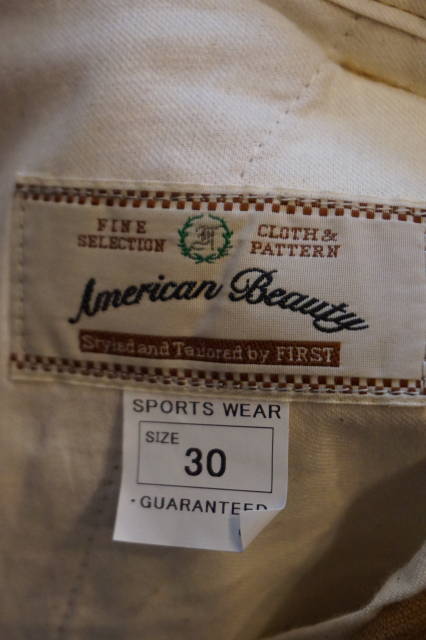 FINE
SELECTION
CLOTH &
PATTERN
American Beauty
Styled and Tailored by FIRST
SPORTS WEAR
SIZE
30
·GUARANTEED